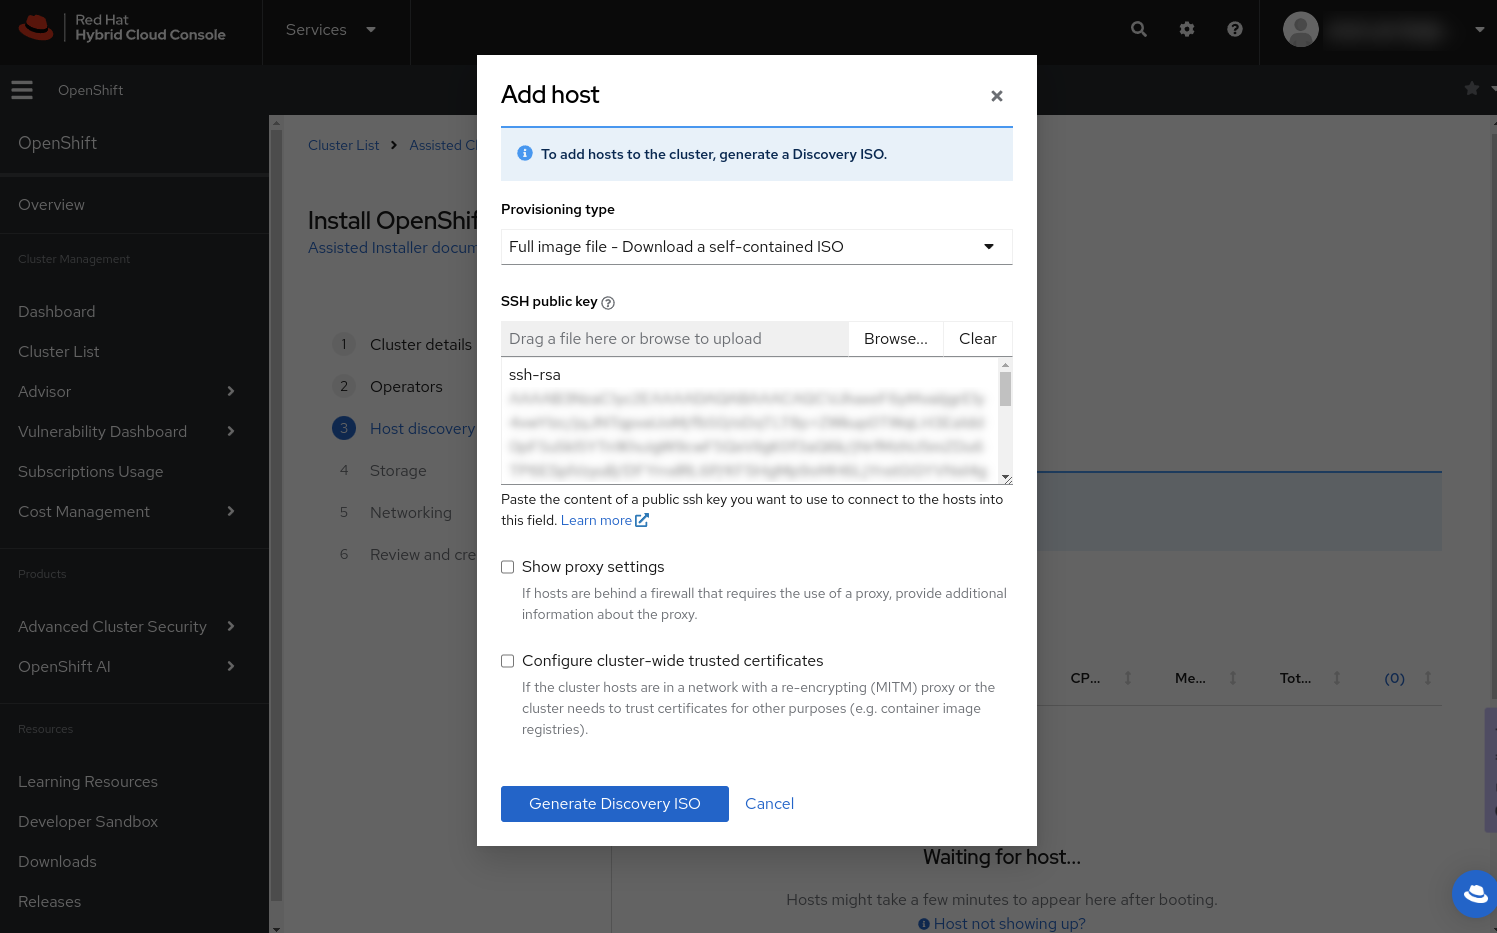 Red Hat
Hybrid Cloud Console
Services
OpenShift
OpenShift
Overview
Cluster Management
Dashboard
Cluster List
Advisor
Vulnerability Dashboard
Subscriptions Usage
Cost Management
Products
Advanced Cluster Security
OpenShift AI
Resources
Learning Resources
Developer Sandbox
Downloads
Releases
Cluster List
Assisted
Install
Assisted Installer
1 Cluster details
2 Operators
3 Host discovery
4 Storage
5 Networking
6 Review and
Add host
To add hosts to the cluster, generate a Discovery ISO.
Provisioning type
Full image file - Download a self-contained ISO
SSH public key
Drag a file here or browse to upload
Browse...
Clear
ssh-rsa
Paste the content of a public ssh key you want to use to connect to the hosts into
this field. Learn more
Show proxy settings
If hosts are behind a firewall that requires the use of a proxy, provide additional
information about the proxy.
Configure cluster-wide trusted certificates
If the cluster hosts are in a network with a re-encrypting (MITM) proxy or the
cluster needs to trust certificates for other purposes (e.g. container image
registries).
Generate Discovery ISO
Cancel
CP... Me... Tot... (0)
Waiting for host...
Hosts might take a few minutes to appear here after booting.
Host not showing up?